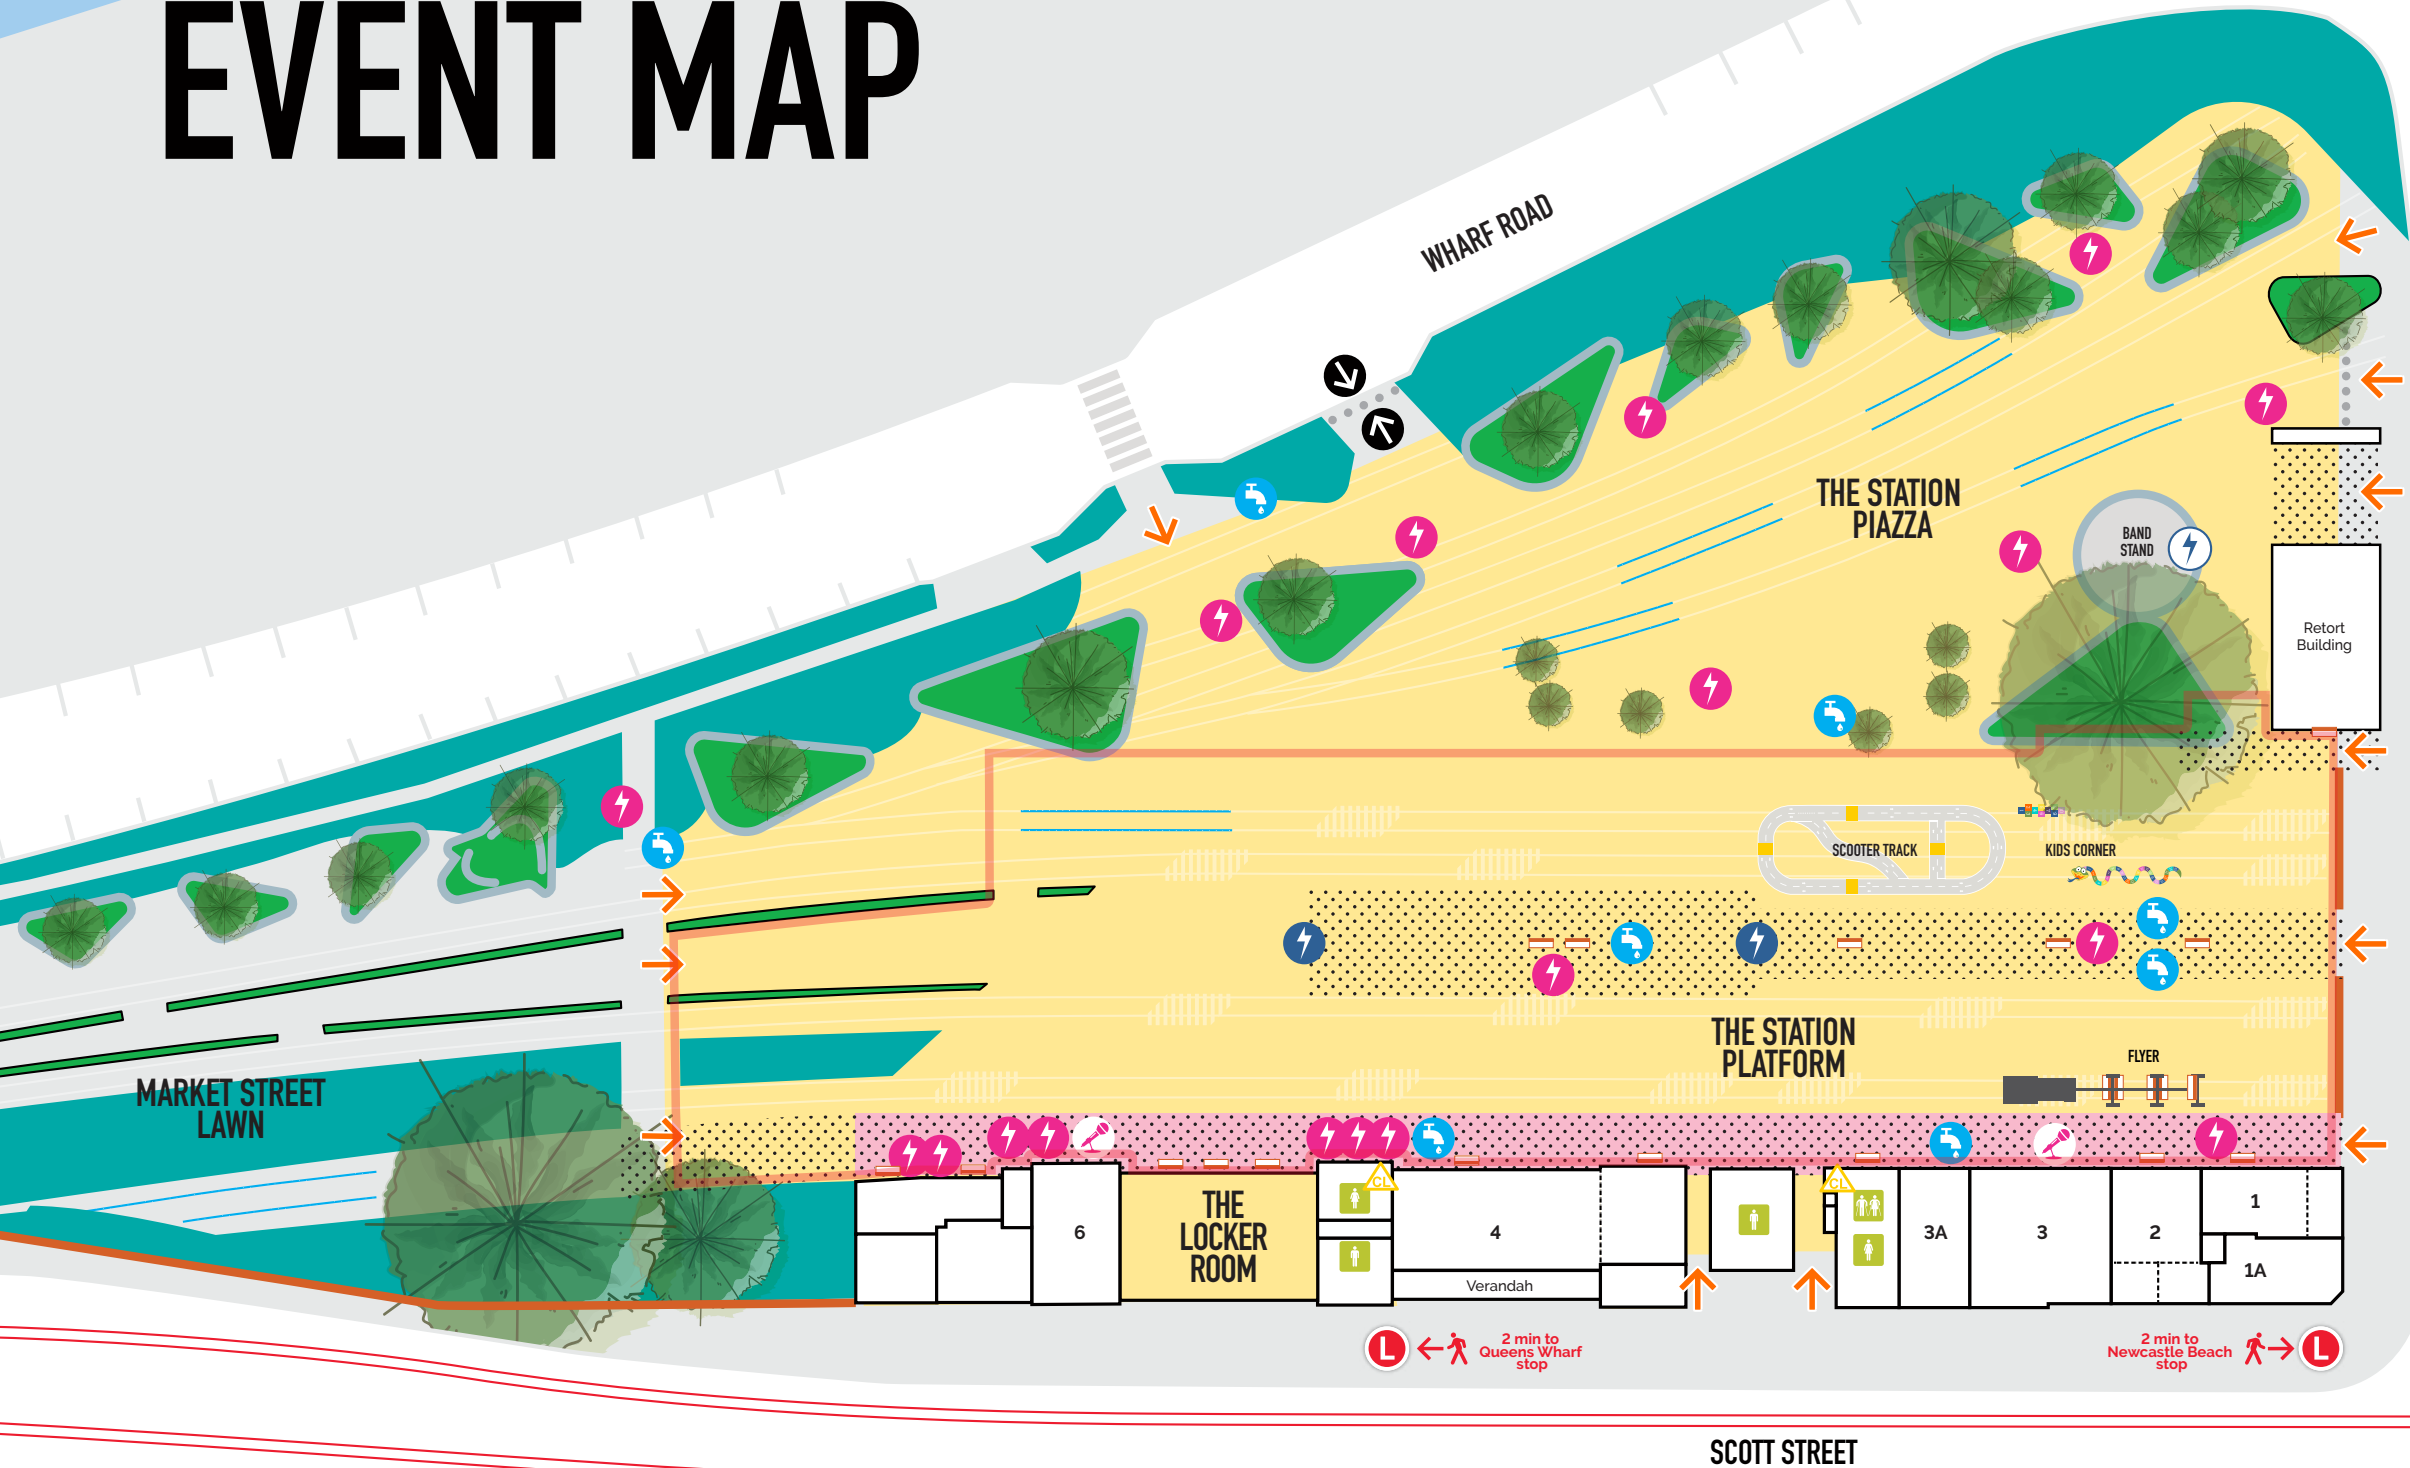 EVENT MAP
WHARF ROAD
THE STATION
PIAZZA
BAND
STAND
Retort
Building
SCOOTER TRACK
KIDS CORNER
THE STATION
PLATFORM
FLYER
MARKET STREET
LAWN
CL
CL
6
THE
LOCKER
ROOM
4
Verandah
3A
3
2
1
1A
L
2 min to
Queens Wharf
stop
2 min to
Newcastle Beach
stop
L
SCOTT STREET